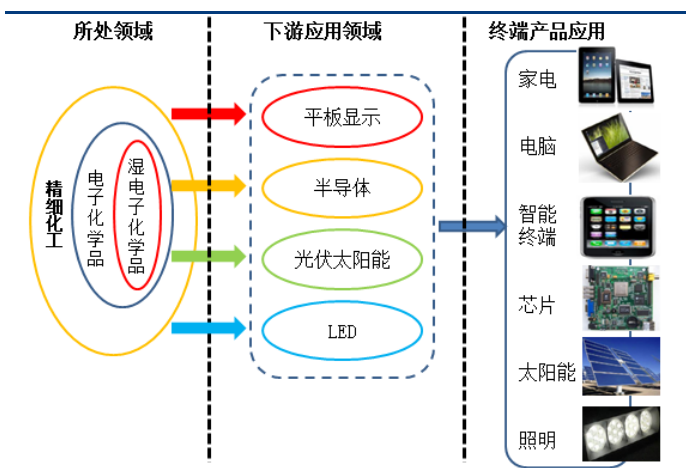 所处领域
下游应用领域
终端产品应用
精细化工
电子化学品
湿电子化学品
平板显示
半导体
光伏太阳能
LED
家电
电脑
智能
终端
芯片
太阳能
照明